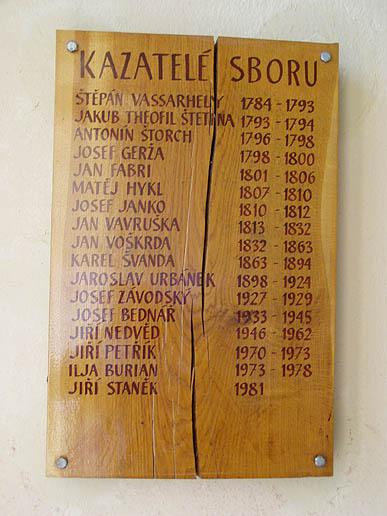 KAZATELÉ SBORU
ŠTĚPÁN VASSARHELY 1784 - 1793
JAKUB THEOFIL ŠTETINA 1793 - 1794
ANTONÍN ŠTORCH 1796 - 1798
JOSEF GERŽA 1798 - 1800
JAN FABRI 1801 - 1806
MATĚJ HYKL 1807 - 1810
JOSEF JANKO 1810 - 1812
JAN VAVRUŠKA 1813 - 1832
JAN VOŠKRDA 1832 - 1863
KAREL ŠVANDA 1863 - 1894
JAROSLAV URBÁNEK 1898 - 1924
JOSEF ZÁVODSKÝ 1927 - 1929
JOSEF BEDNÁŘ 1933 - 1945
JIŘÍ NEDVĚD 1946 - 1962
JIŘÍ PETŘÍK 1970 - 1973
ILJA BURIAN 1973 - 1978
JIŘÍ STANĚK 1981